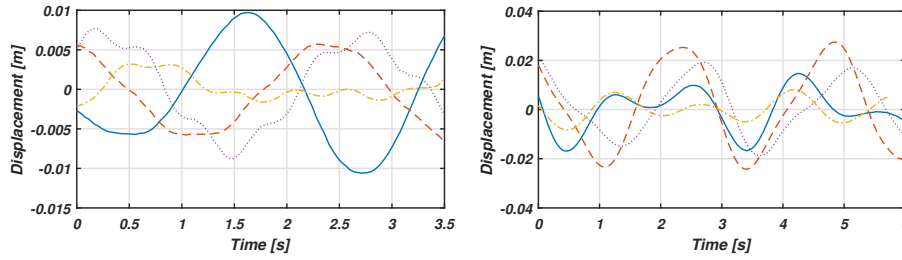 0.01
0.005
0
-0.005
-0.01
-0.015
Displacement [m]
0 0.5 1 1.5 2 2.5 3 3.5
Time [s]
0.04
0.02
0
-0.02
-0.04
Displacement [m]
0 1 2 3 4 5
Time [s]